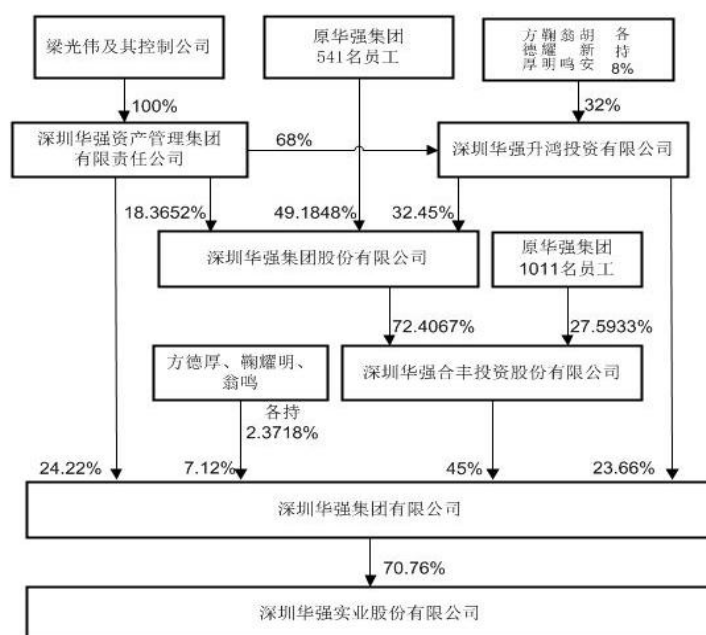 梁光伟及其控制公司
原华强集团
541名员工
方德厚
鞠耀明
翁鸣
胡新安
各持
8%
100%
32%
深圳华强资产管理集团
有限责任公司
68%
深圳华强升鸿投资有限公司
18.3652%
49.1848%
32.45%
深圳华强集团股份有限公司
原华强集团
1011名员工
72.4067%
27.5933%
方德厚、鞠耀明、
翁鸣
深圳华强合丰投资股份有限公司
各持
2.3718%
24.22%
7.12%
45%
23.66%
深圳华强集团有限公司
70.76%
深圳华强实业股份有限公司